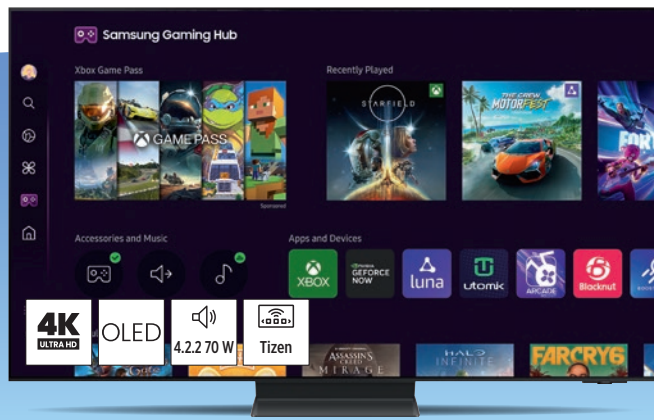 Samsung Gaming Hub
Xbox Game Pass
Recently Played
GAME PASS
STARFIELD
THE CREW
MOTORFEST
FORT
Sponsored
Accessories and Music
Apps and Devices
XBOX
NVIDIA
GEFORCE
NOW
luna
utomik
ARCADE
Blacknut
4K
ULTRA HD
OLED
4.2.2 70 W
Tizen
ASSASSIN'S
CREED
MIRAGE
HALO
INFINITE
FARCRY6